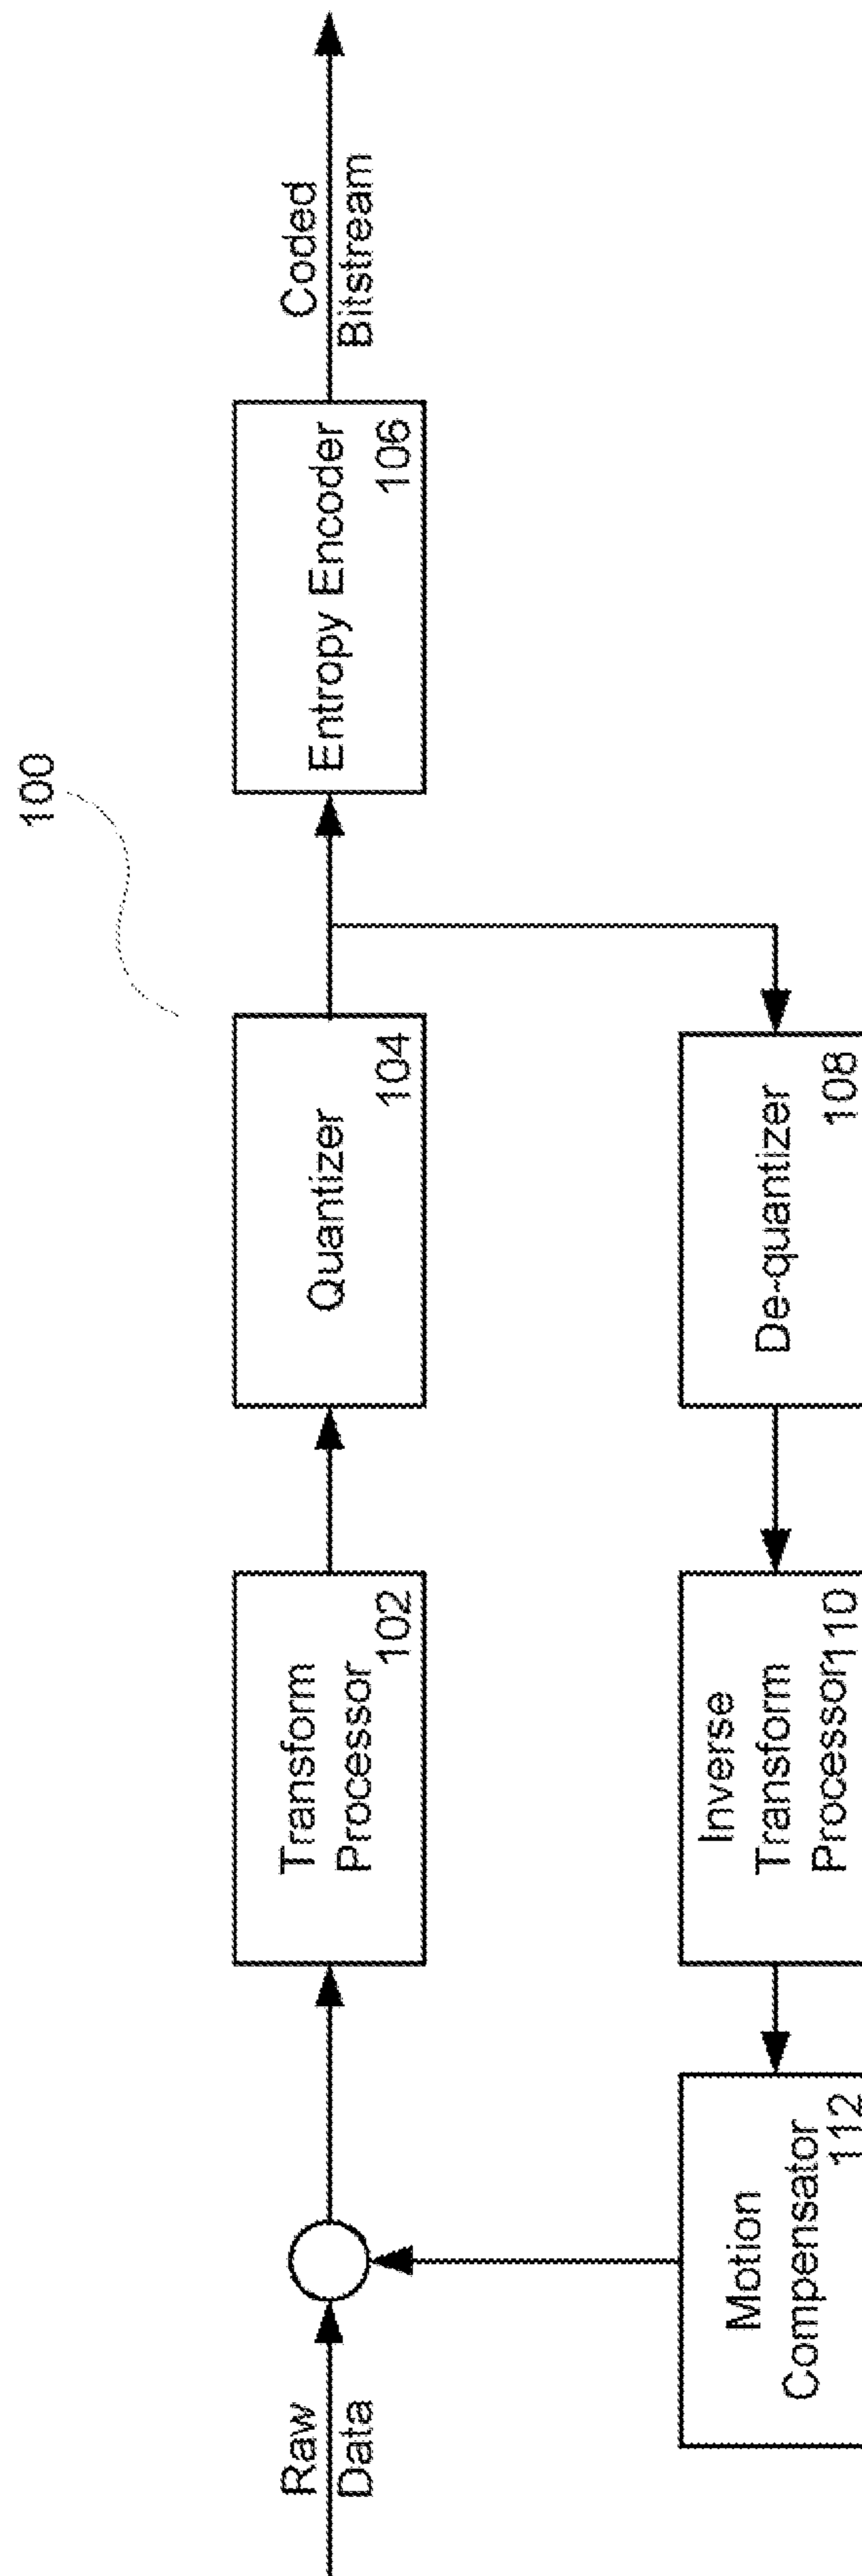 100
Raw
Data
Transform
Processor
102
Quantizer
104
Entropy Encoder
106
Coded
Bitstream
Motion
Compensator
112
Inverse
Transform
Processor
110
De-quantizer
108